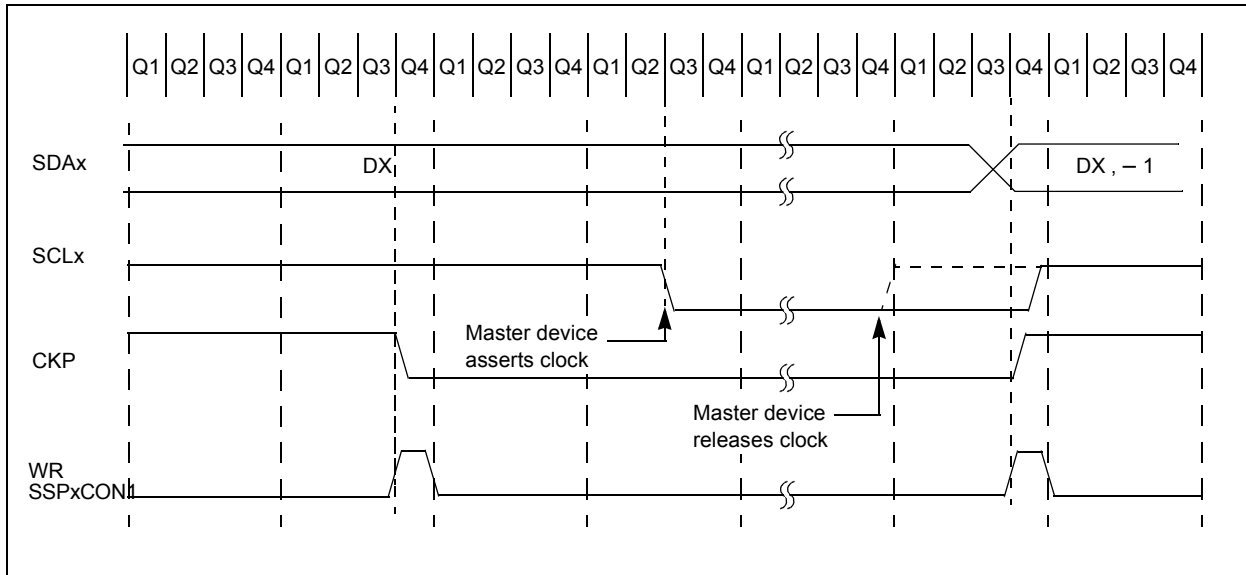 Q1 Q2 Q3 Q4 Q1 Q2 Q3 Q4 Q1 Q2 Q3 Q4 Q1 Q2 Q3 Q4 Q1 Q2 Q3 Q4 Q1 Q2 Q3 Q4 Q1 Q2 Q3 Q4
SDAx
DX
DX , – 1
SCLx
Master device
asserts clock
CKP
Master device
releases clock
WR
SSPxCON1